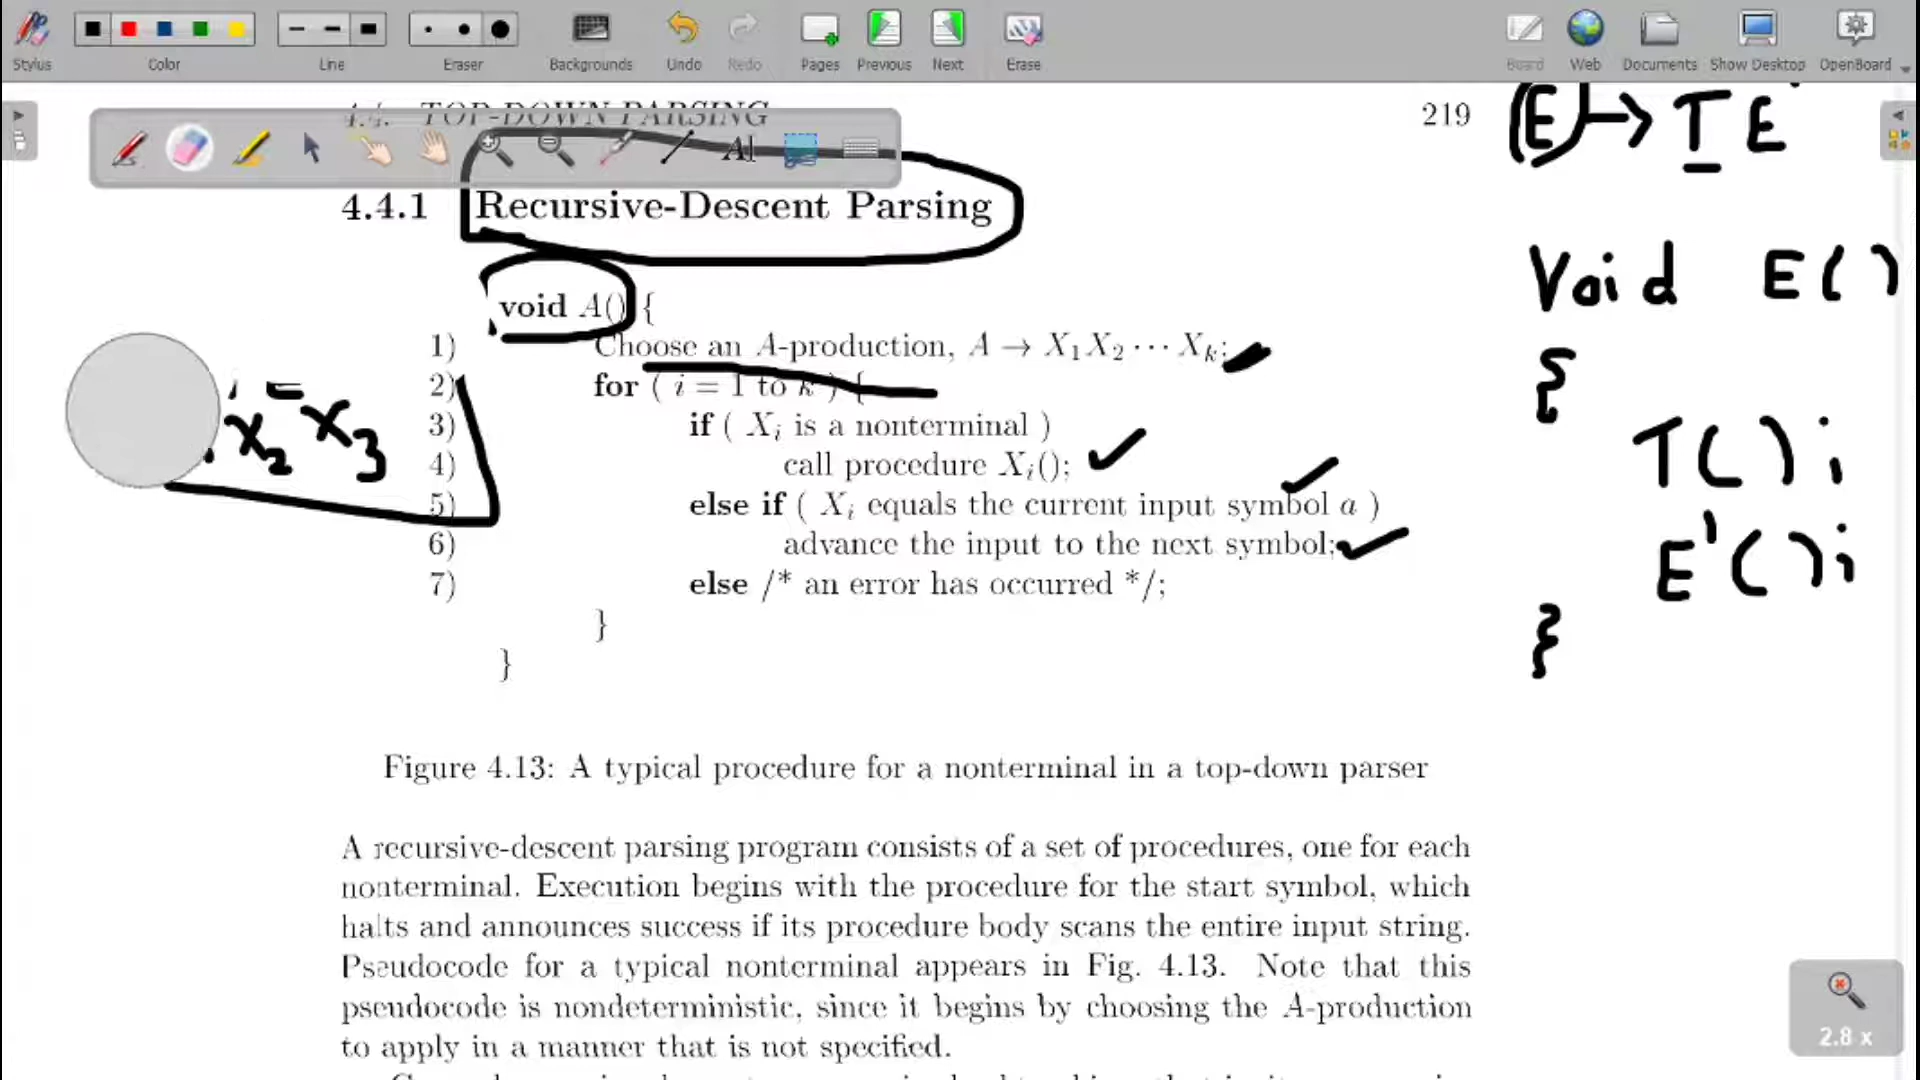 Stylus Color Line Eraser Backgrounds Undo Redo Pages Previous Next Erase Board Web Documents Show Desktop OpenBoard
4.4. TOP-DOWN PARSING 219
4.4.1 Recursive-Descent Parsing
void A() {
1) Choose an A-production, A → X₁X₂ ··· Xₖ;
2) for ( i = 1 to k ) {
3) if ( Xᵢ is a nonterminal )
4) call procedure Xᵢ();
5) else if ( Xᵢ equals the current input symbol a )
6) advance the input to the next symbol;
7) else /* an error has occurred */;
}
}
X₂ X₃
E → T E'
Void E()
{
T();
E'();
}
Figure 4.13: A typical procedure for a nonterminal in a top-down parser
A recursive-descent parsing program consists of a set of procedures, one for each
nonterminal. Execution begins with the procedure for the start symbol, which
halts and announces success if its procedure body scans the entire input string.
Pseudocode for a typical nonterminal appears in Fig. 4.13. Note that this
pseudocode is nondeterministic, since it begins by choosing the A-production
to apply in a manner that is not specified.
2.8 x